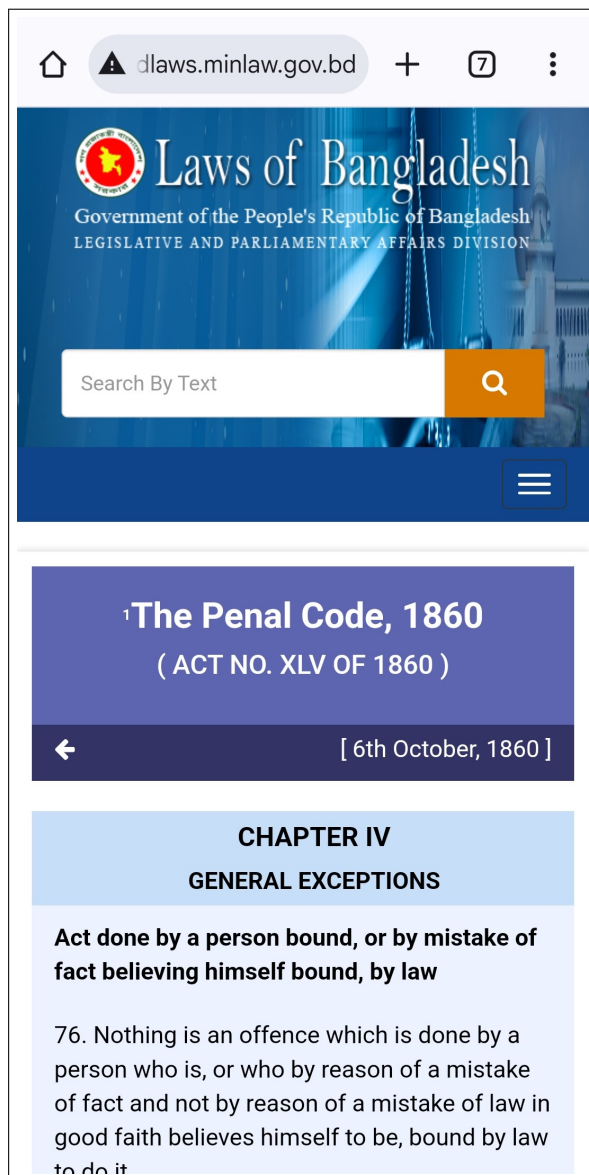 dlaws.minlaw.gov.bd
7
Laws of Bangladesh
Government of the People's Republic of Bangladesh
LEGISLATIVE AND PARLIAMENTARY AFFAIRS DIVISION
Search By Text
1The Penal Code, 1860
( ACT NO. XLV OF 1860 )
[ 6th October, 1860 ]
CHAPTER IV
GENERAL EXCEPTIONS
Act done by a person bound, or by mistake of
fact believing himself bound, by law
76. Nothing is an offence which is done by a
person who is, or who by reason of a mistake
of fact and not by reason of a mistake of law in
good faith believes himself to be, bound by law
to do it